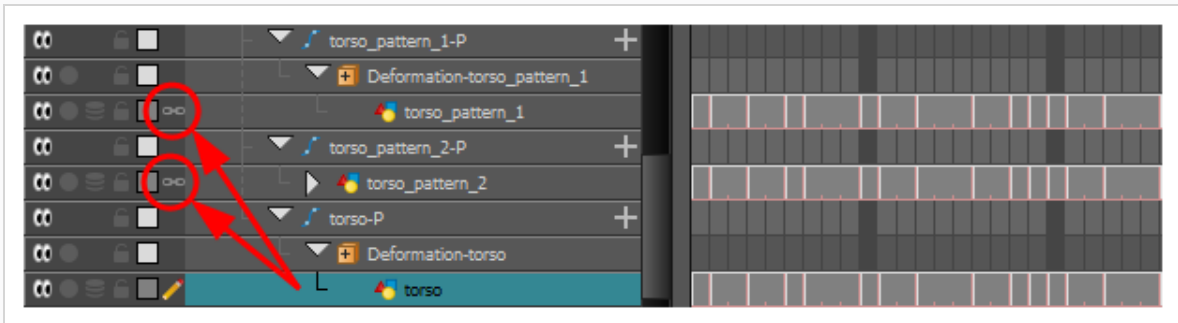 torso_pattern_1-P
Deformation-torso_pattern_1
torso_pattern_1
torso_pattern_2-P
torso_pattern_2
torso-P
Deformation-torso
torso